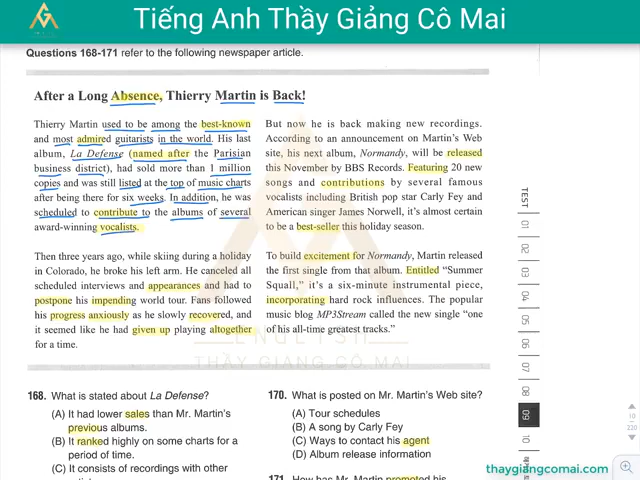 Tiếng Anh Thầy Giảng Cô Mai
Questions 168-171 refer to the following newspaper article.
After a Long Absence, Thierry Martin is Back!
Thierry Martin used to be among the best-known
and most admired guitarists in the world. His last
album, La Defense (named after the Parisian
business district), had sold more than 1 million
copies and was still listed at the top of music charts
after being there for six weeks. In addition, he was
scheduled to contribute to the albums of several
award-winning vocalists.
Then three years ago, while skiing during a holiday
in Colorado, he broke his left arm. He canceled all
scheduled interviews and appearances and had to
postpone his impending world tour. Fans followed
his progress anxiously as he slowly recovered, and
it seemed like he had given up playing altogether
for a time.
But now he is back making new recordings.
According to an announcement on Martin's Web
site, his next album, Normandy, will be released
this November by BBS Records. Featuring 20 new
songs and contributions by several famous
vocalists including British pop star Carly Fey and
American singer James Norwell, it's almost certain
to be a best-seller this holiday season.
To build excitement for Normandy, Martin released
the first single from that album. Entitled “Summer
Squall,” it's a six-minute instrumental piece,
incorporating hard rock influences. The popular
music blog MP3Stream called the new single “one
of his all-time greatest tracks.”
ENGLISH
THẦY GIẢNG CÔ MAI
168. What is stated about La Defense?
(A) It had lower sales than Mr. Martin's
previous albums.
(B) It ranked highly on some charts for a
period of time.
(C) It consists of recordings with other
170. What is posted on Mr. Martin's Web site?
(A) Tour schedules
(B) A song by Carly Fey
(C) Ways to contact his agent
(D) Album release information
171. How has Mr. Martin promoted his
TEST
01
02
03
04
05
06
07
08
09
10
220
thaygiangcomai.com/